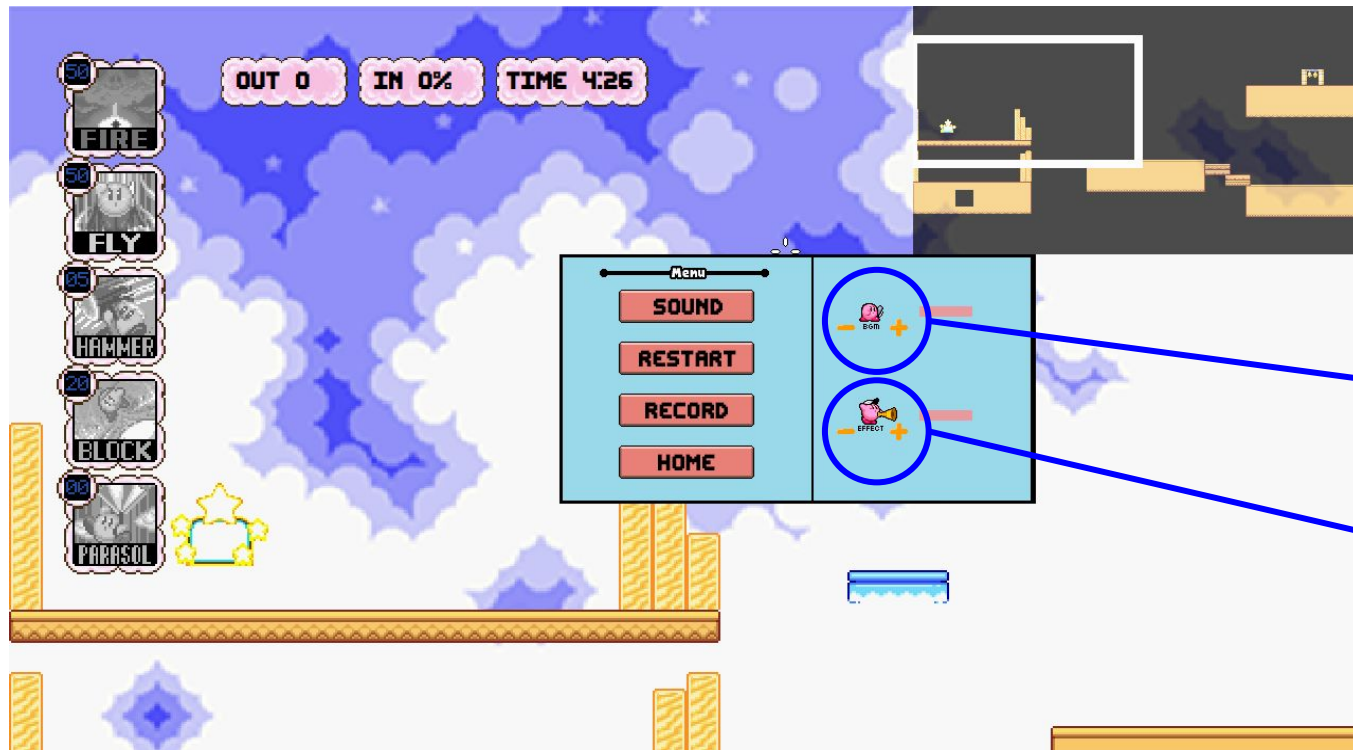 50
FIRE
50
FLY
05
HAMMER
20
BLOCK
00
PARASOL
OUT 0
IN 0%
TIME 4:26
Menu
SOUND
RESTART
RECORD
HOME
BGM
EFFECT